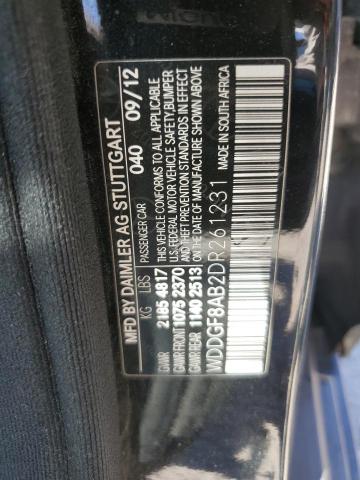 MFD BY DAIMLER AG STUTTGART
PASSENGER CAR 040 09/12
KG LBS
GVWR 2185 4817
GAWR FRONT 1075 2370
GAWR REAR 1140 2513
THIS VEHICLE CONFORMS TO ALL APPLICABLE
U.S. FEDERAL MOTOR VEHICLE SAFETY, BUMPER
AND THEFT PREVENTION STANDARDS IN EFFECT
ON THE DATE OF MANUFACTURE SHOWN ABOVE
MADE IN SOUTH AFRICA
WDDGF8AB2DR261231